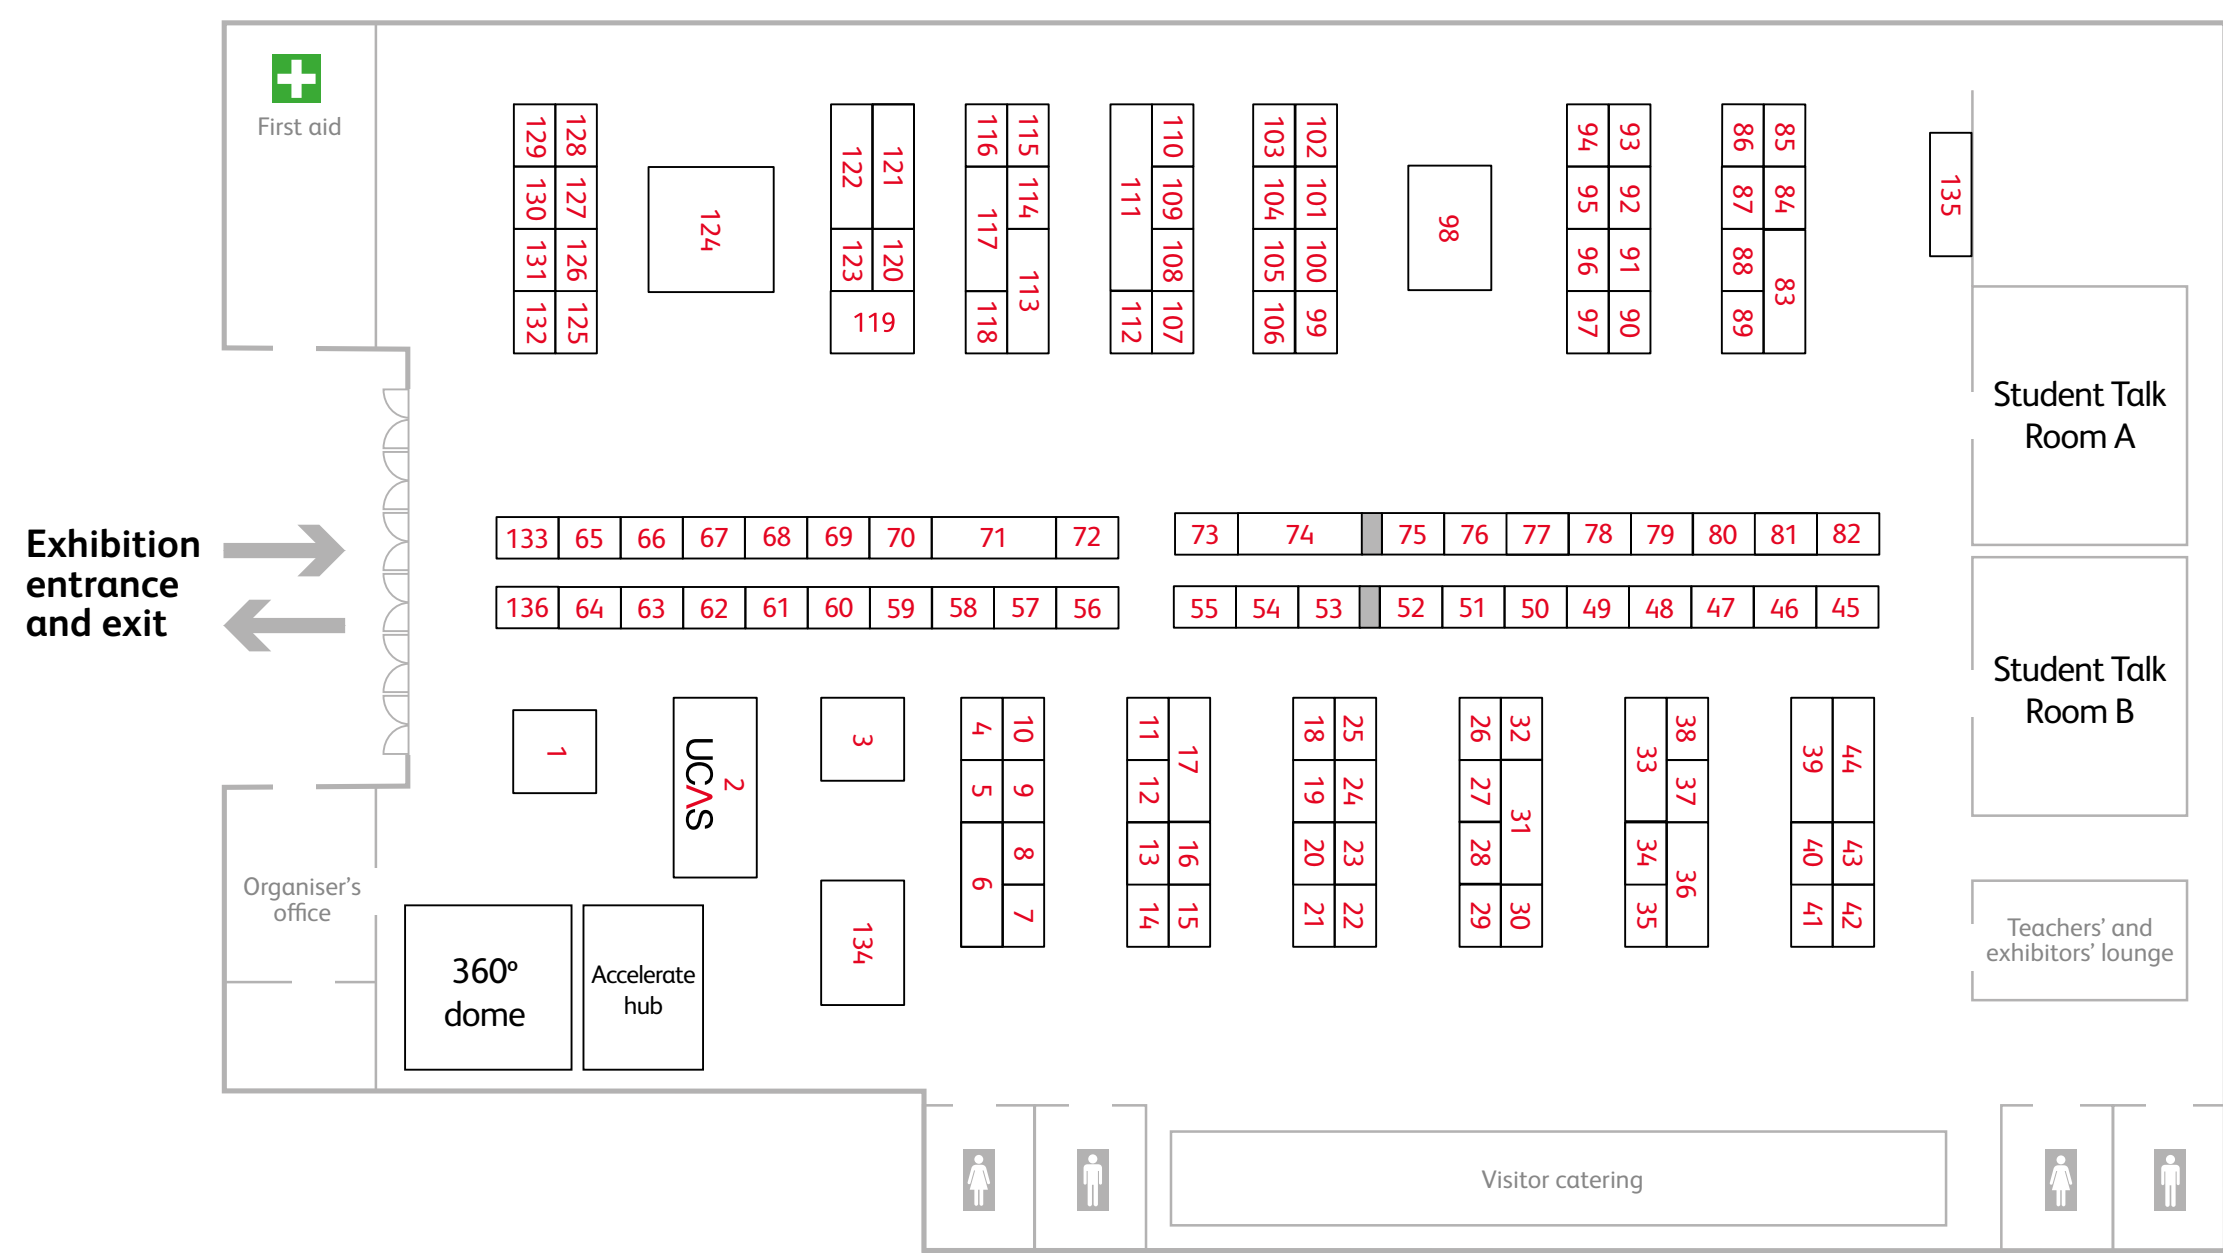 First aid
129 128
130 127
131 126
132 125
124
122 121
123 120
119
116 115
117 114
113
118
111 110
109
108
112 107
103 102
104 101
105 100
106 99
98
94 93
95 92
96 91
97 90
86 85
87 84
88 83
89
135
Student Talk
Room A
Exhibition
entrance
and exit
133 65 66 67 68 69 70 71 72
73 74 75 76 77 78 79 80 81 82
136 64 63 62 61 60 59 58 57 56
55 54 53 52 51 50 49 48 47 46 45
Student Talk
Room B
1
2
UCAS
3
134
4 10
5 9
6 8
7
11 17
12
13 16
14 15
18 25
19 24
20 23
21 22
26 32
27 31
28
29 30
33 38
37
34 36
35
39 44
40 43
41 42
Organiser's
office
360º
dome
Accelerate
hub
Teachers’ and
exhibitors’ lounge
Visitor catering